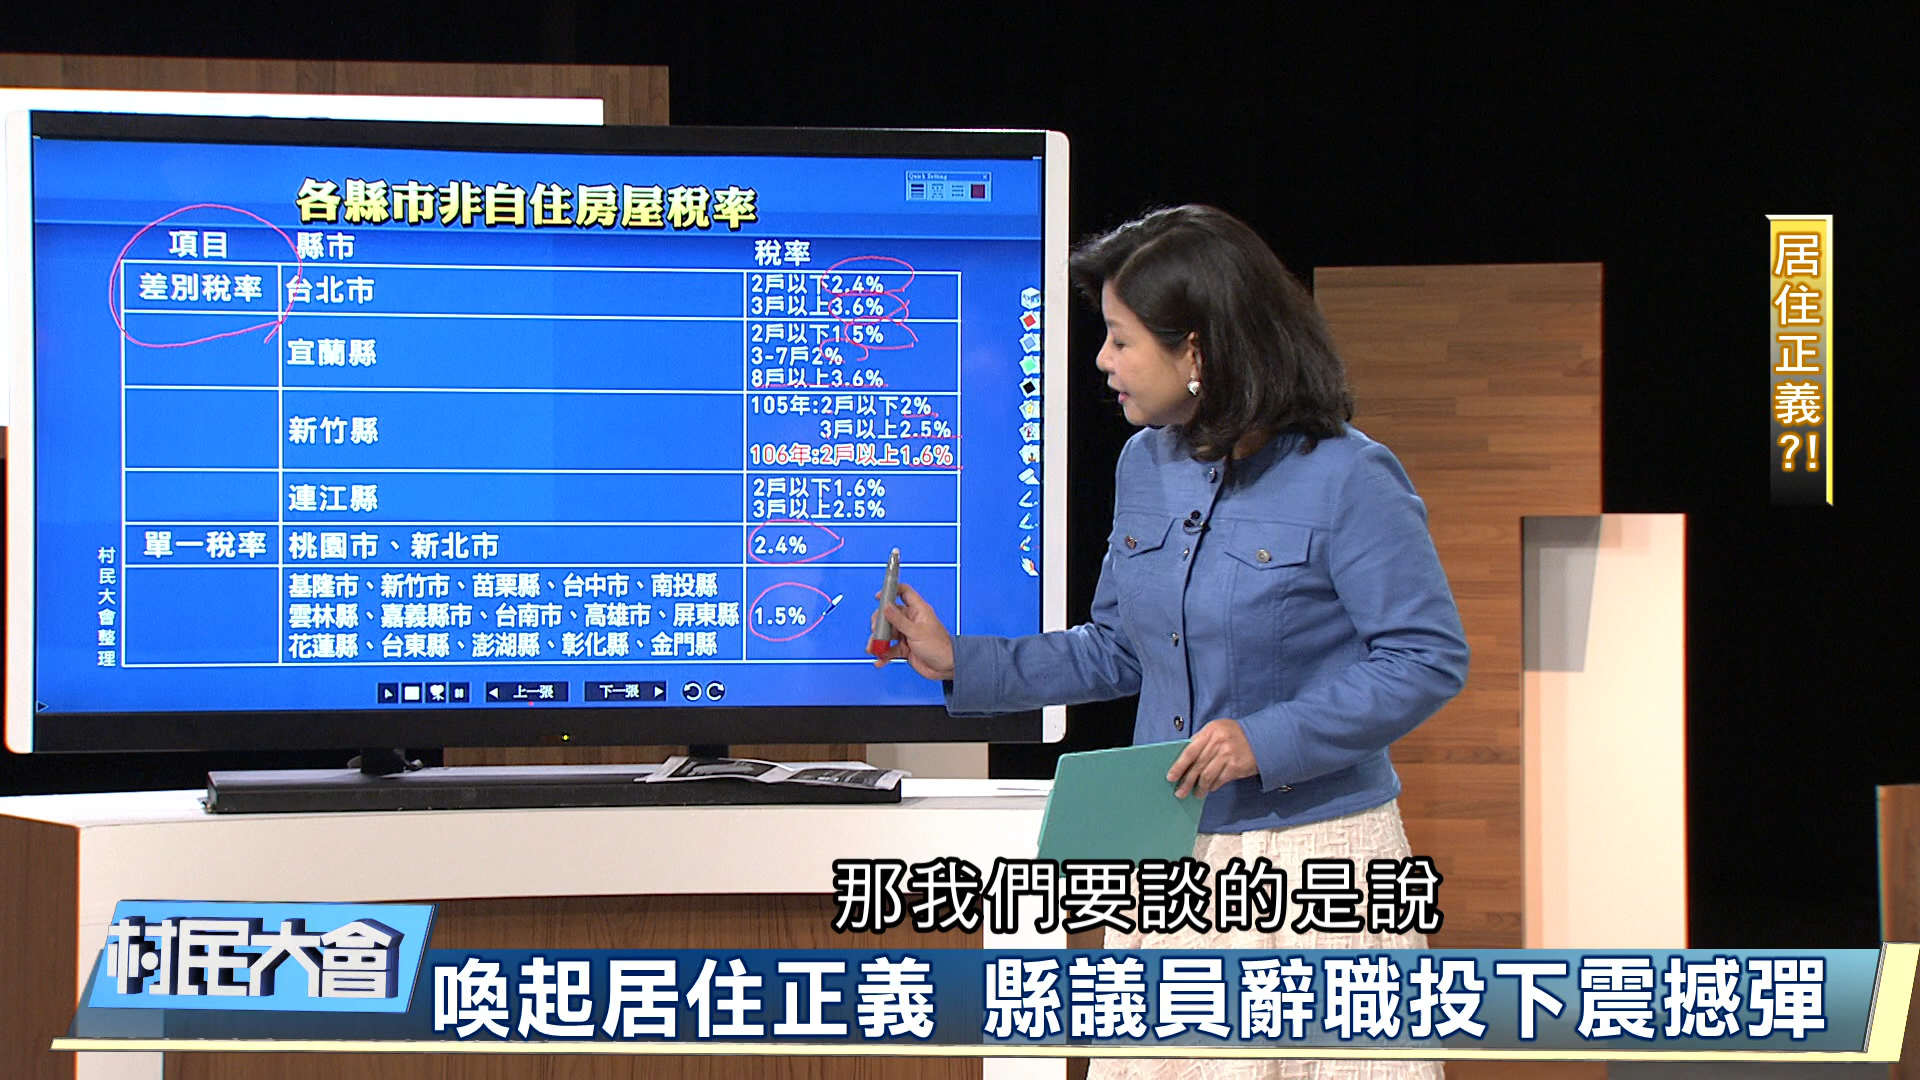 各縣市非自住房屋稅率
Quick Setting
項目 縣市 稅率
差別稅率 台北市 2戶以下2.4%
3戶以上3.6%
宜蘭縣 2戶以下1.5%
3-7戶2%
8戶以上3.6%
新竹縣 105年:2戶以下2%
3戶以上2.5%
106年:2戶以上1.6%
連江縣 2戶以下1.6%
3戶以上2.5%
單一稅率 桃園市、新北市 2.4%
基隆市、新竹市、苗栗縣、台中市、南投縣
雲林縣、嘉義縣市、台南市、高雄市、屏東縣 1.5%
花蓮縣、台東縣、澎湖縣、彰化縣、金門縣
村民大會整理
上一張 下一張
居住正義?!
那我們要談的是說
村民大會
喚起居住正義 縣議員辭職投下震撼彈